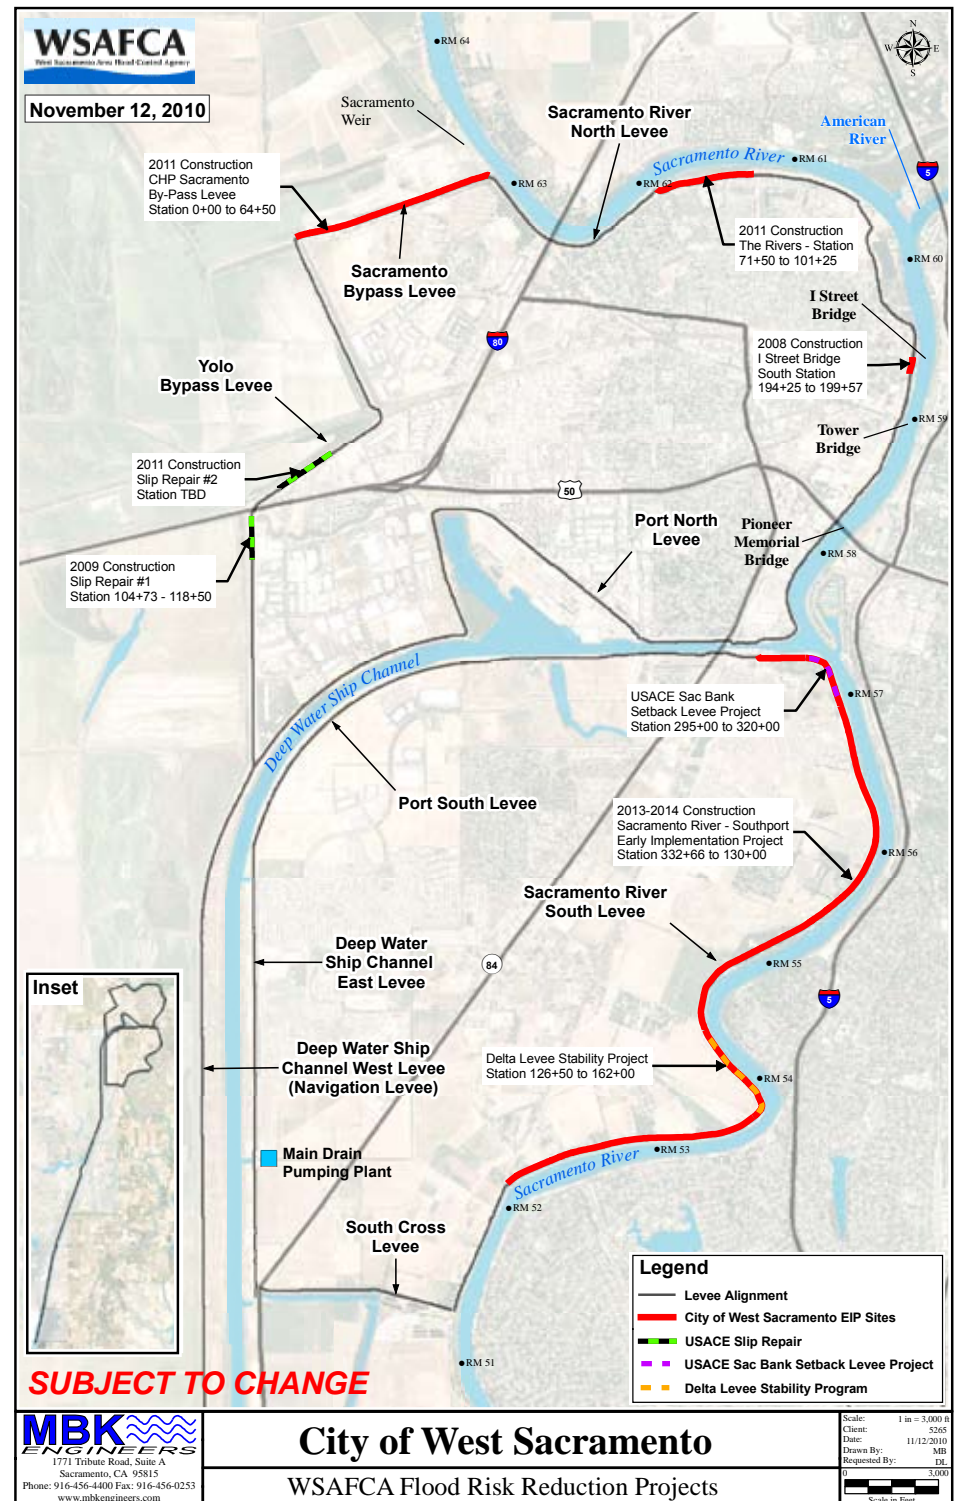 WSAFCA
West Sacramento Area Flood Control Agency
November 12, 2010
RM 64
N
W
E
S
Sacramento
Weir
Sacramento River
North Levee
American
River
Sacramento River
RM 61
5
2011 Construction
CHP Sacramento
By-Pass Levee
Station 0+00 to 64+50
RM 63
RM 62
2011 Construction
The Rivers - Station
71+50 to 101+25
RM 60
Sacramento
Bypass Levee
I Street
Bridge
80
2008 Construction
I Street Bridge
South Station
194+25 to 199+57
Yolo
Bypass Levee
RM 59
Tower
Bridge
2011 Construction
Slip Repair #2
Station TBD
50
Port North
Levee
Pioneer
Memorial
Bridge
RM 58
2009 Construction
Slip Repair #1
Station 104+73 - 118+50
Deep Water Ship Channel
USACE Sac Bank
Setback Levee Project
Station 295+00 to 320+00
RM 57
Port South Levee
2013-2014 Construction
Sacramento River - Southport
Early Implementation Project
Station 332+66 to 130+00
RM 56
Sacramento River
South Levee
Deep Water
Ship Channel
East Levee
84
RM 55
5
Inset
Deep Water Ship
Channel West Levee
(Navigation Levee)
Delta Levee Stability Project
Station 126+50 to 162+00
RM 54
Main Drain
Pumping Plant
RM 53
Sacramento River
RM 52
South Cross
Levee
Legend
Levee Alignment
City of West Sacramento EIP Sites
USACE Slip Repair
USACE Sac Bank Setback Levee Project
Delta Levee Stability Program
RM 51
SUBJECT TO CHANGE
MBK
ENGINEERS
1771 Tribute Road, Suite A
Sacramento, CA 95815
Phone: 916-456-4400 Fax: 916-456-0253
www.mbkengineers.com
City of West Sacramento
WSAFCA Flood Risk Reduction Projects
Scale: 1 in = 3,000 ft
Client: 5265
Date: 11/12/2010
Drawn By: MB
Requested By: DL
0 3,000
Scale in Feet